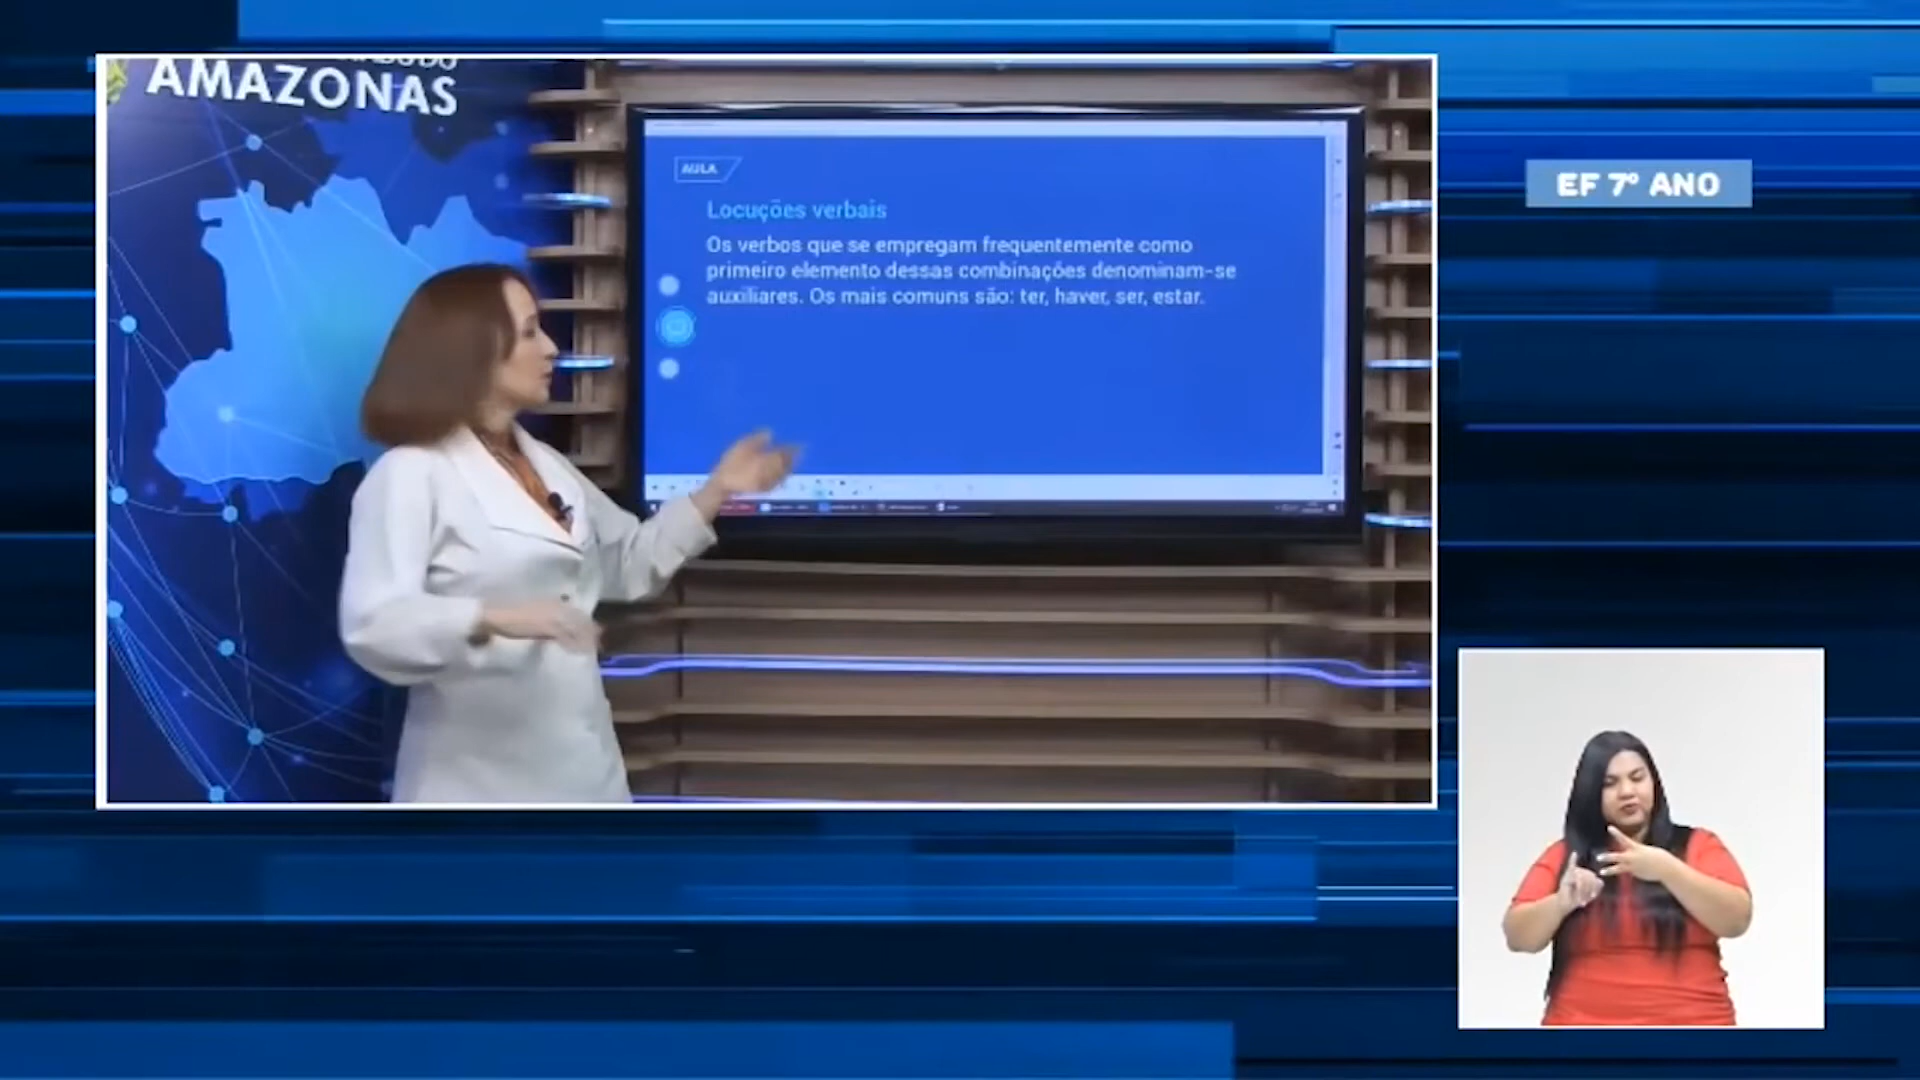 AMAZONAS
EF 7º ANO
AULA
Locuções verbais
Os verbos que se empregam frequentemente como
primeiro elemento dessas combinações denominam-se
auxiliares. Os mais comuns são: ter, haver, ser, estar.